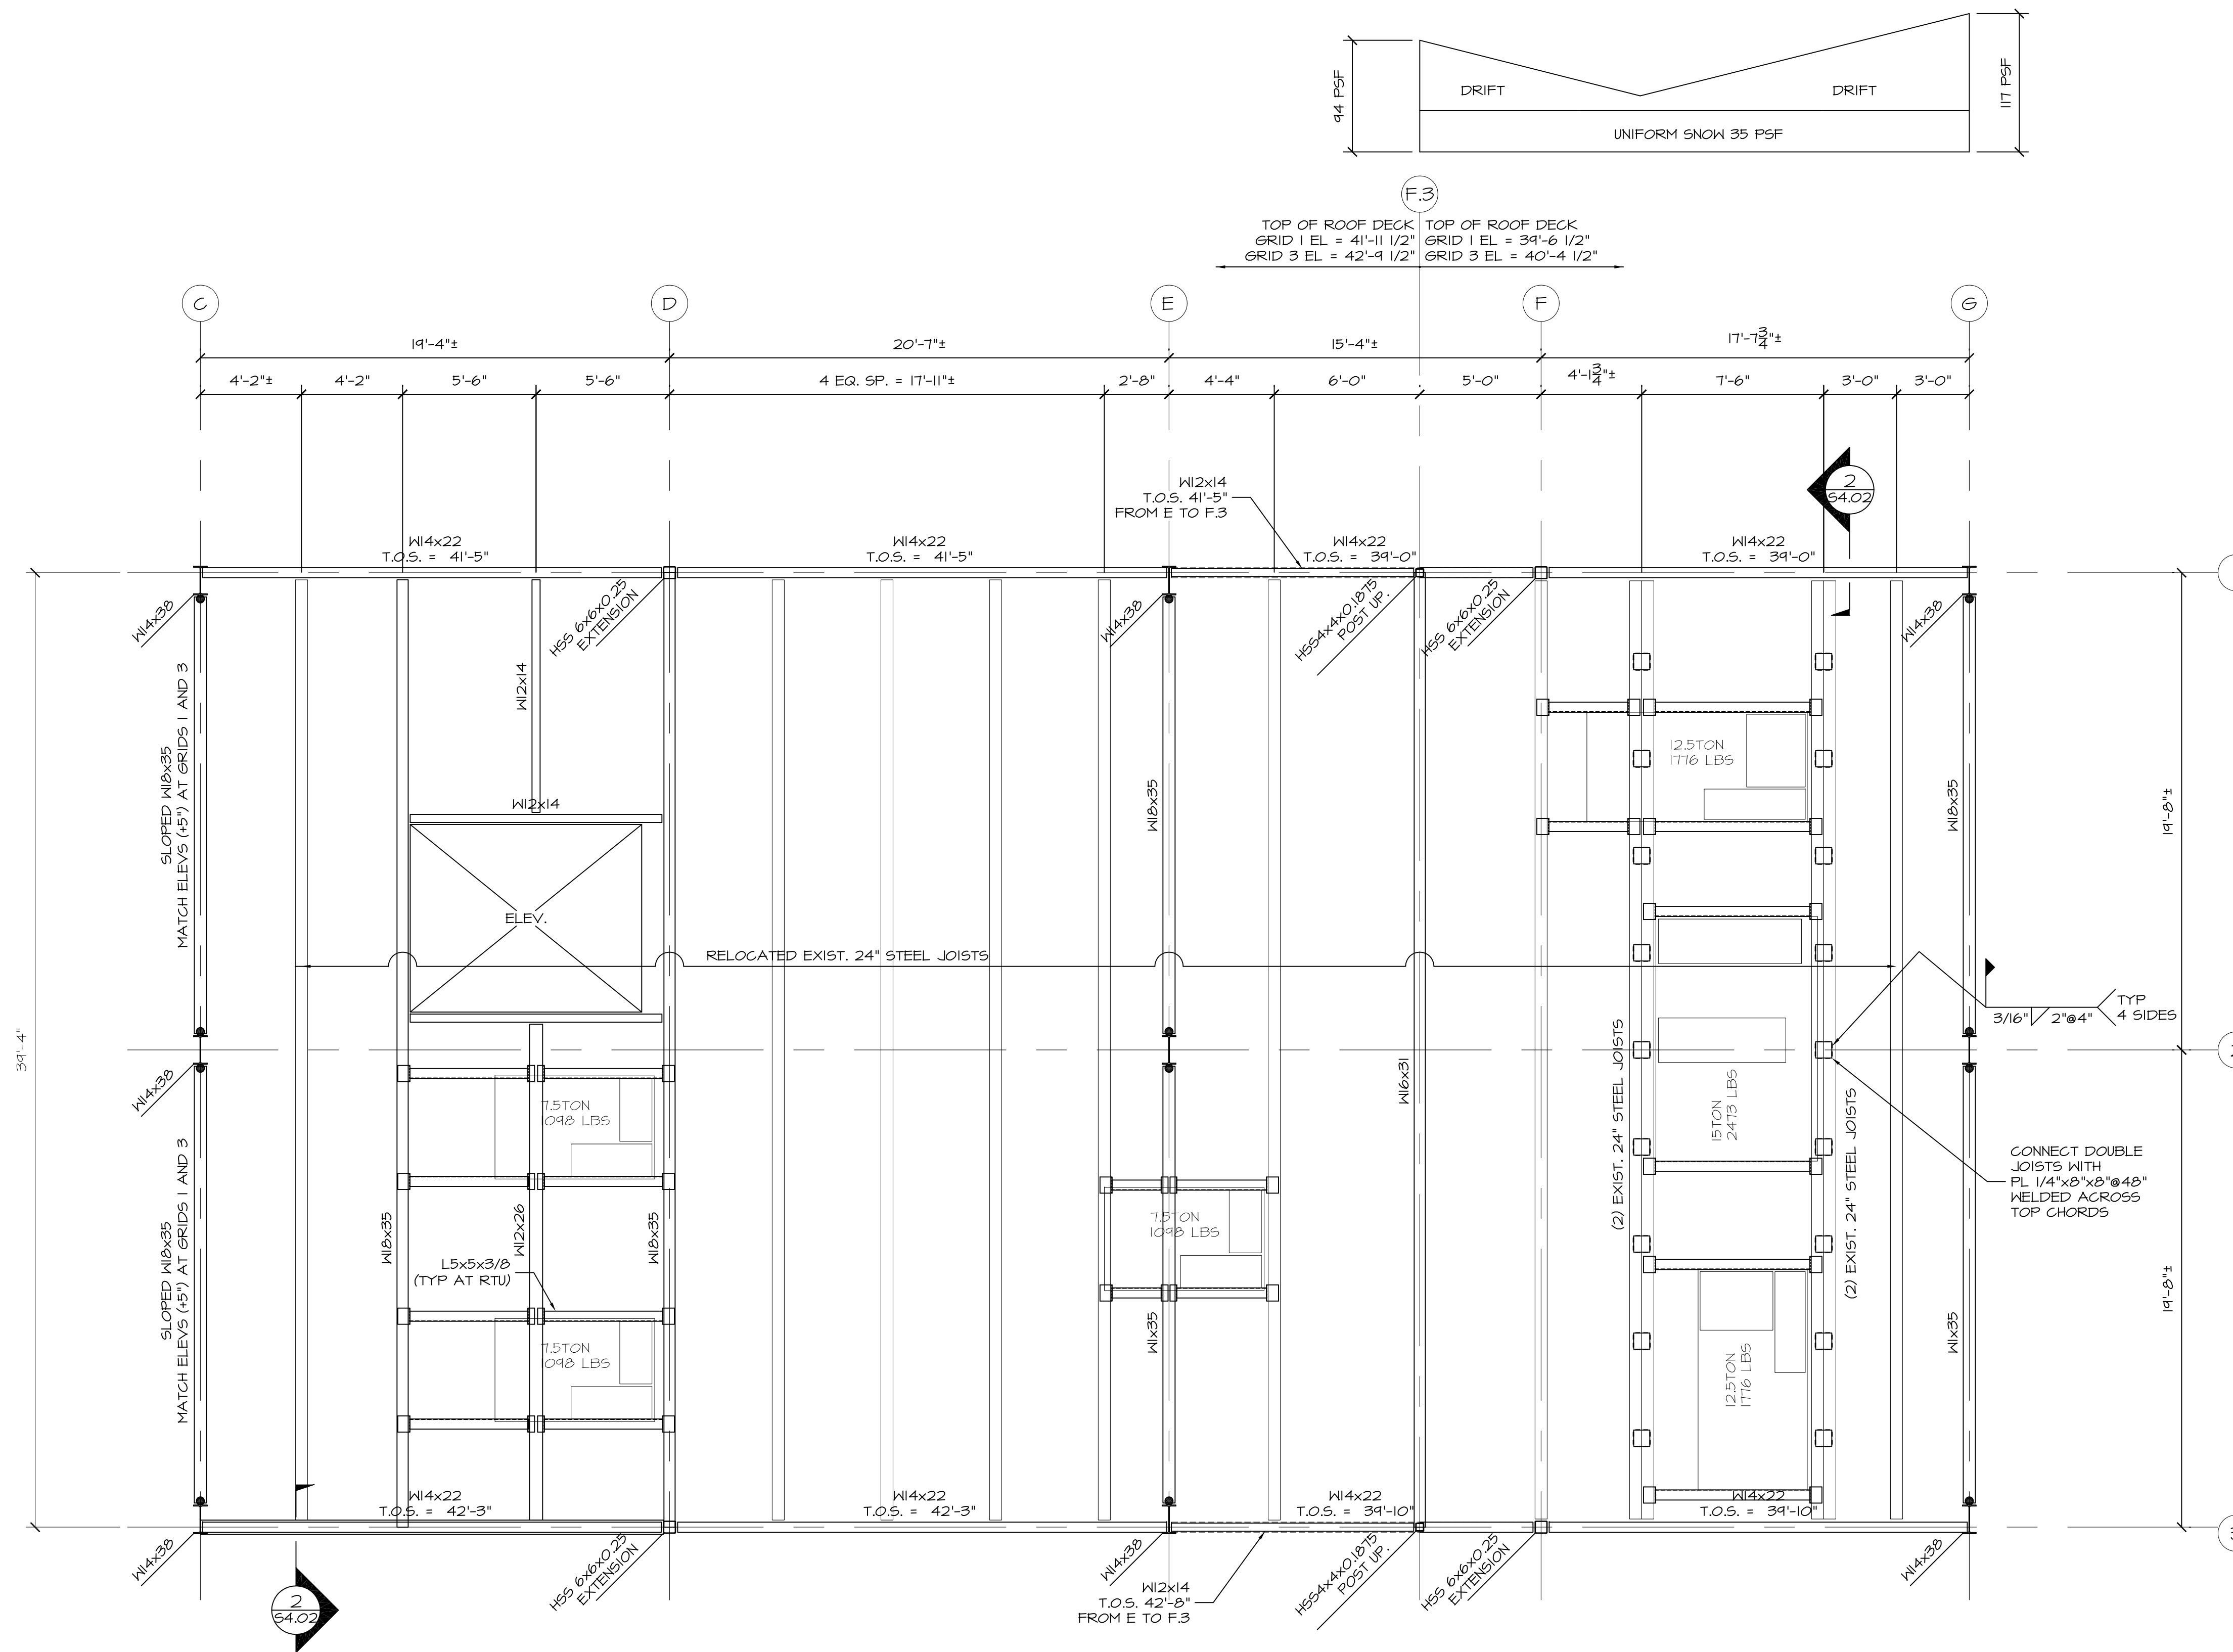 94 PSF
DRIFT
DRIFT
117 PSF
UNIFORM SNOW 35 PSF
F.3
TOP OF ROOF DECK
GRID 1 EL = 41'-11 1/2"
GRID 3 EL = 42'-9 1/2"
TOP OF ROOF DECK
GRID 1 EL = 39'-6 1/2"
GRID 3 EL = 40'-4 1/2"
C
D
E
F
G
19'-4"±
20'-7"±
15'-4"±
17'-7 3/4"±
4'-2"±
4'-2"
5'-6"
5'-6"
4 EQ. SP. = 17'-11"±
2'-8"
4'-4"
6'-0"
5'-0"
4'-1 3/4"±
7'-6"
3'-0"
3'-0"
W12x14
T.O.S. 41'-5"
FROM E TO F.3
2
S4.02
W14x22
T.O.S. = 41'-5"
W14x22
T.O.S. = 41'-5"
W14x22
T.O.S. = 39'-0"
W14x22
T.O.S. = 39'-0"
W14x38
HSS 6x6x0.25
EXTENSION
W14x38
HSS4x4x0.1875
POST UP.
HSS 6x6x0.25
EXTENSION
W14x38
SLOPED W18x35
MATCH ELEVS (+5") AT GRIDS 1 AND 3
W12x14
W12x14
W18x35
12.5TON
1776 LBS
W18x35
19'-8"±
ELEV.
RELOCATED EXIST. 24" STEEL JOISTS
39'-4"
3/16"
2"@4"
TYP
4 SIDES
W14x38
7.5TON
1098 LBS
W16x31
(2) EXIST. 24" STEEL JOISTS
15TON
2473 LBS
(2) EXIST. 24" STEEL JOISTS
CONNECT DOUBLE
JOISTS WITH
PL 1/4"x8"x8"@48"
WELDED ACROSS
TOP CHORDS
SLOPED W18x35
MATCH ELEVS (+5") AT GRIDS 1 AND 3
W18x35
W12x26
W18x35
L5x5x3/8
(TYP AT RTU)
7.5TON
1098 LBS
W1x35
W1x35
19'-8"±
7.5TON
1098 LBS
12.5TON
1776 LBS
W14x22
T.O.S. = 42'-3"
W14x22
T.O.S. = 42'-3"
W14x22
T.O.S. = 39'-10"
W14x22
T.O.S. = 39'-10"
W14x38
HSS 6x6x0.25
EXTENSION
W14x38
HSS4x4x0.1875
POST UP.
HSS 6x6x0.25
EXTENSION
W14x38
W12x14
T.O.S. 42'-8"
FROM E TO F.3
2
S4.02